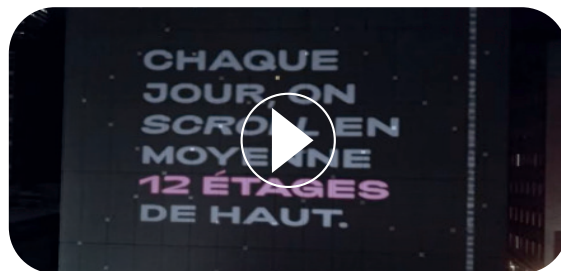 CHAQUE
JOUR, ON
SCROLL EN
MOYENNE
12 ÉTAGES
DE HAUT.